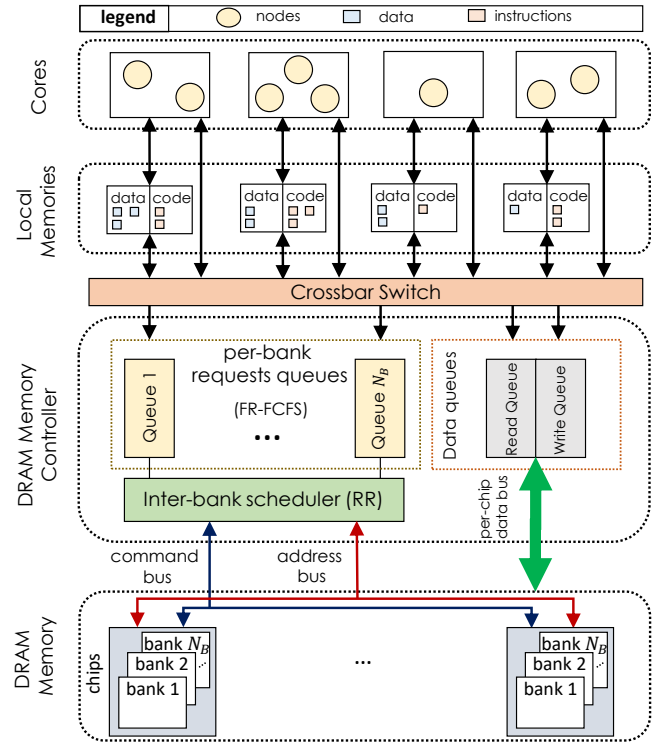 legend
nodes
data
instructions
Cores
Local
Memories
data
code
data
code
data
code
data
code
Crossbar Switch
DRAM Memory
Controller
per-bank
requests queues
(FR-FCFS)
...
Queue 1
Queue N_B
Data queues
Read Queue
Write Queue
Inter-bank scheduler (RR)
command
bus
address
bus
per-chip
data bus
DRAM
Memory
chips
bank N_B
...
bank 2
bank 1
...
bank N_B
...
bank 2
bank 1